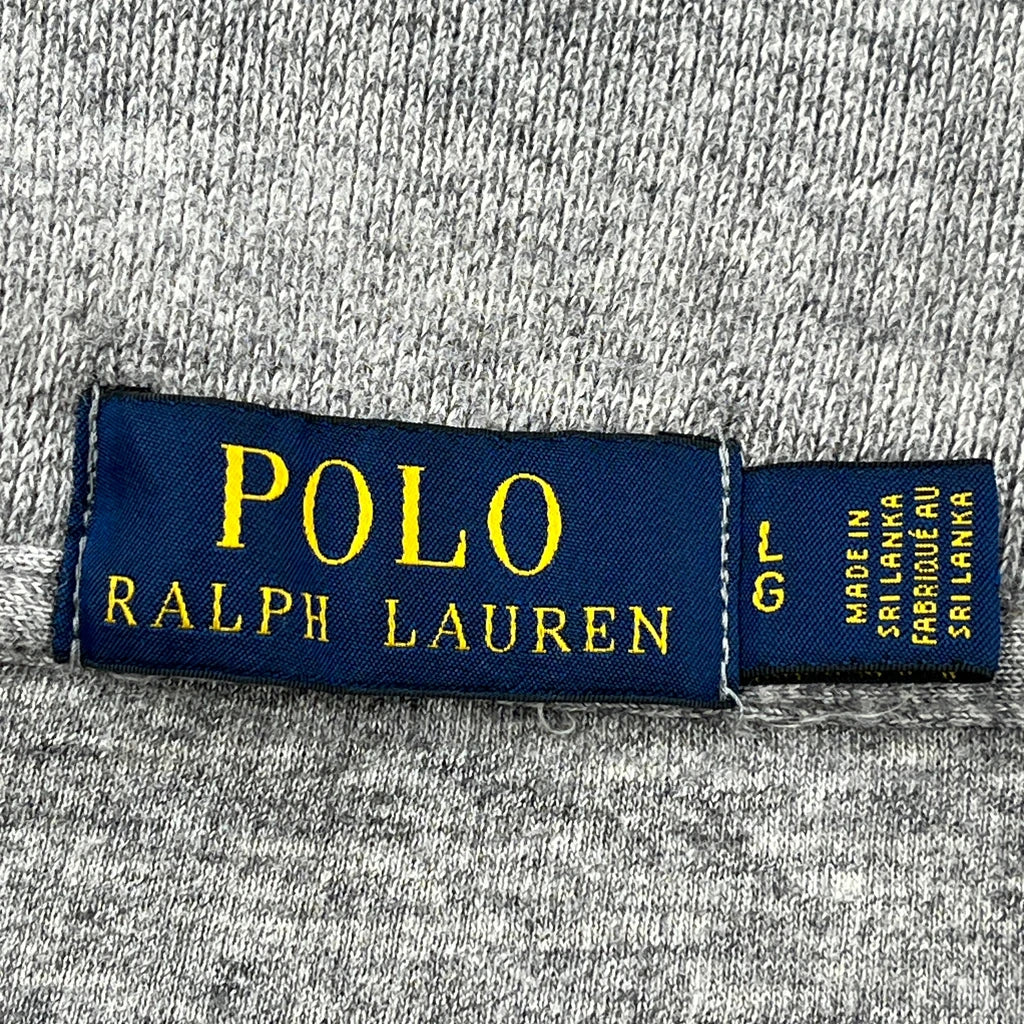 POLO
RALPH LAUREN
L
G
MADE IN
SRI LANKA
FABRIQUÉ AU
SRI LANKA